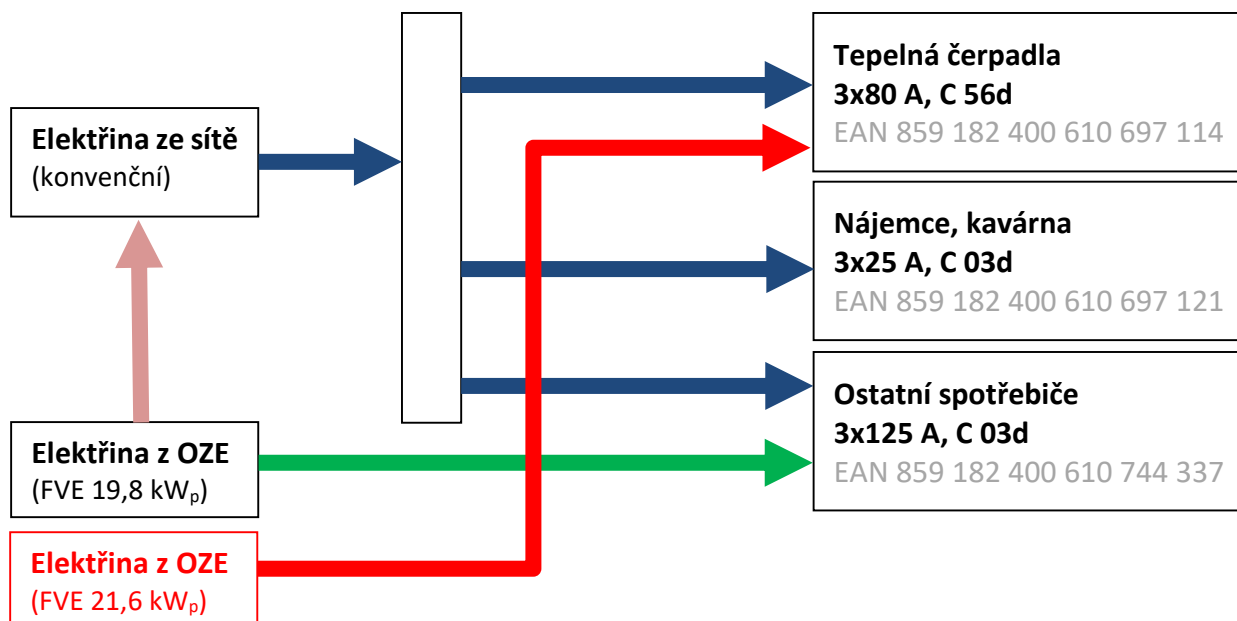 Elektřina ze sítě
(konvenční)
Elektřina z OZE
(FVE 19,8 kWp)
Elektřina z OZE
(FVE 21,6 kWp)
Tepelná čerpadla
3x80 A, C 56d
EAN 859 182 400 610 697 114
Nájemce, kavárna
3x25 A, C 03d
EAN 859 182 400 610 697 121
Ostatní spotřebiče
3x125 A, C 03d
EAN 859 182 400 610 744 337